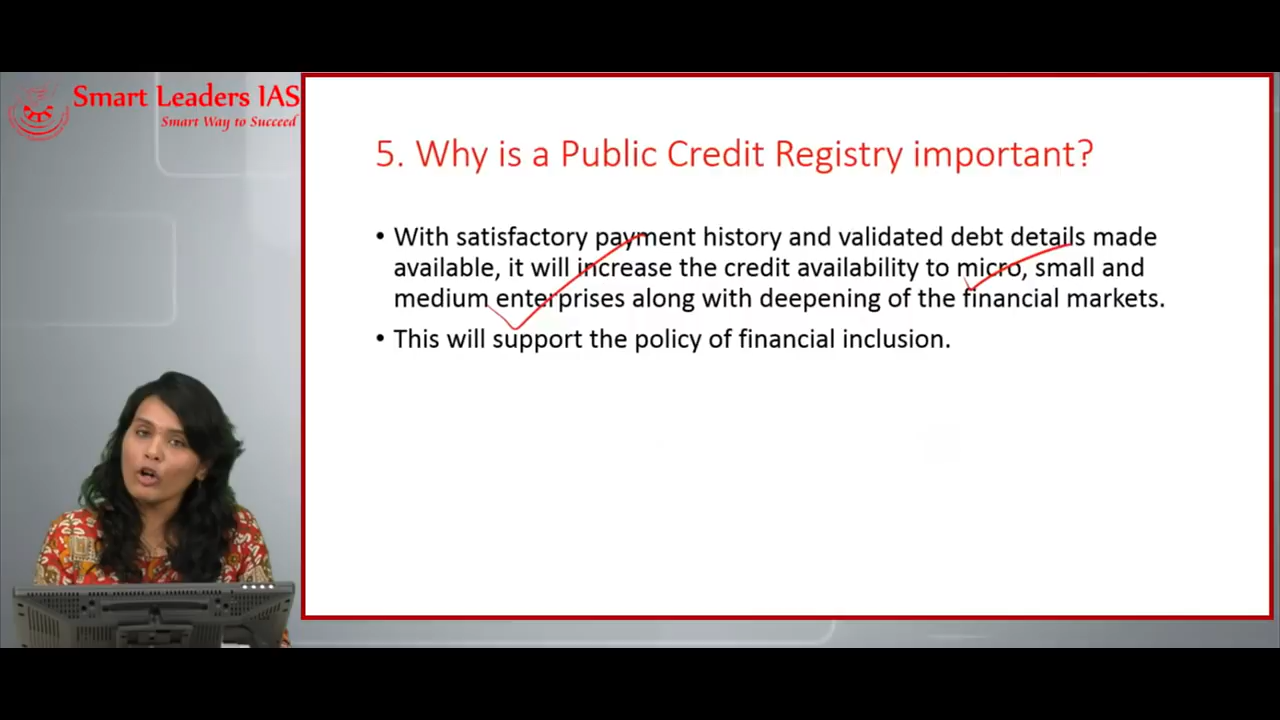 Smart Leaders IAS
Smart Way to Succeed
5. Why is a Public Credit Registry important?
• With satisfactory payment history and validated debt details made
available, it will increase the credit availability to micro, small and
medium enterprises along with deepening of the financial markets.
• This will support the policy of financial inclusion.